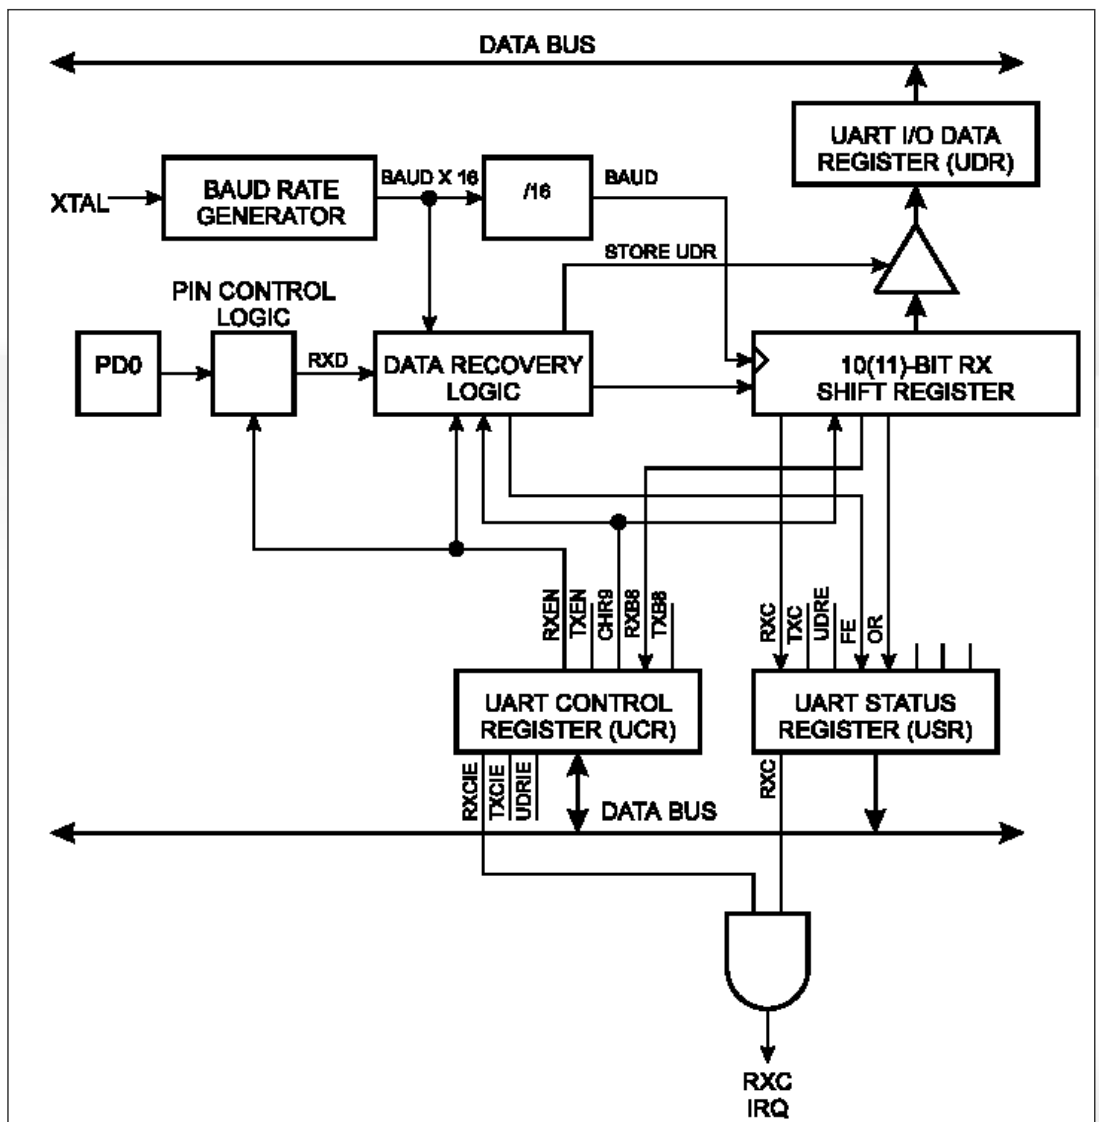 DATA BUS
UART I/O DATA
REGISTER (UDR)
XTAL
BAUD RATE
GENERATOR
BAUD X 16
/16
BAUD
STORE UDR
PIN CONTROL
LOGIC
PD0
RXD
DATA RECOVERY
LOGIC
10(11)-BIT RX
SHIFT REGISTER
RXEN
TXEN
CHR9
RXB8
TXB8
RXC
TXC
UDRE
FE
OR
UART CONTROL
REGISTER (UCR)
UART STATUS
REGISTER (USR)
RXCIE
TXCIE
UDRIE
RXC
DATA BUS
RXC
IRQ